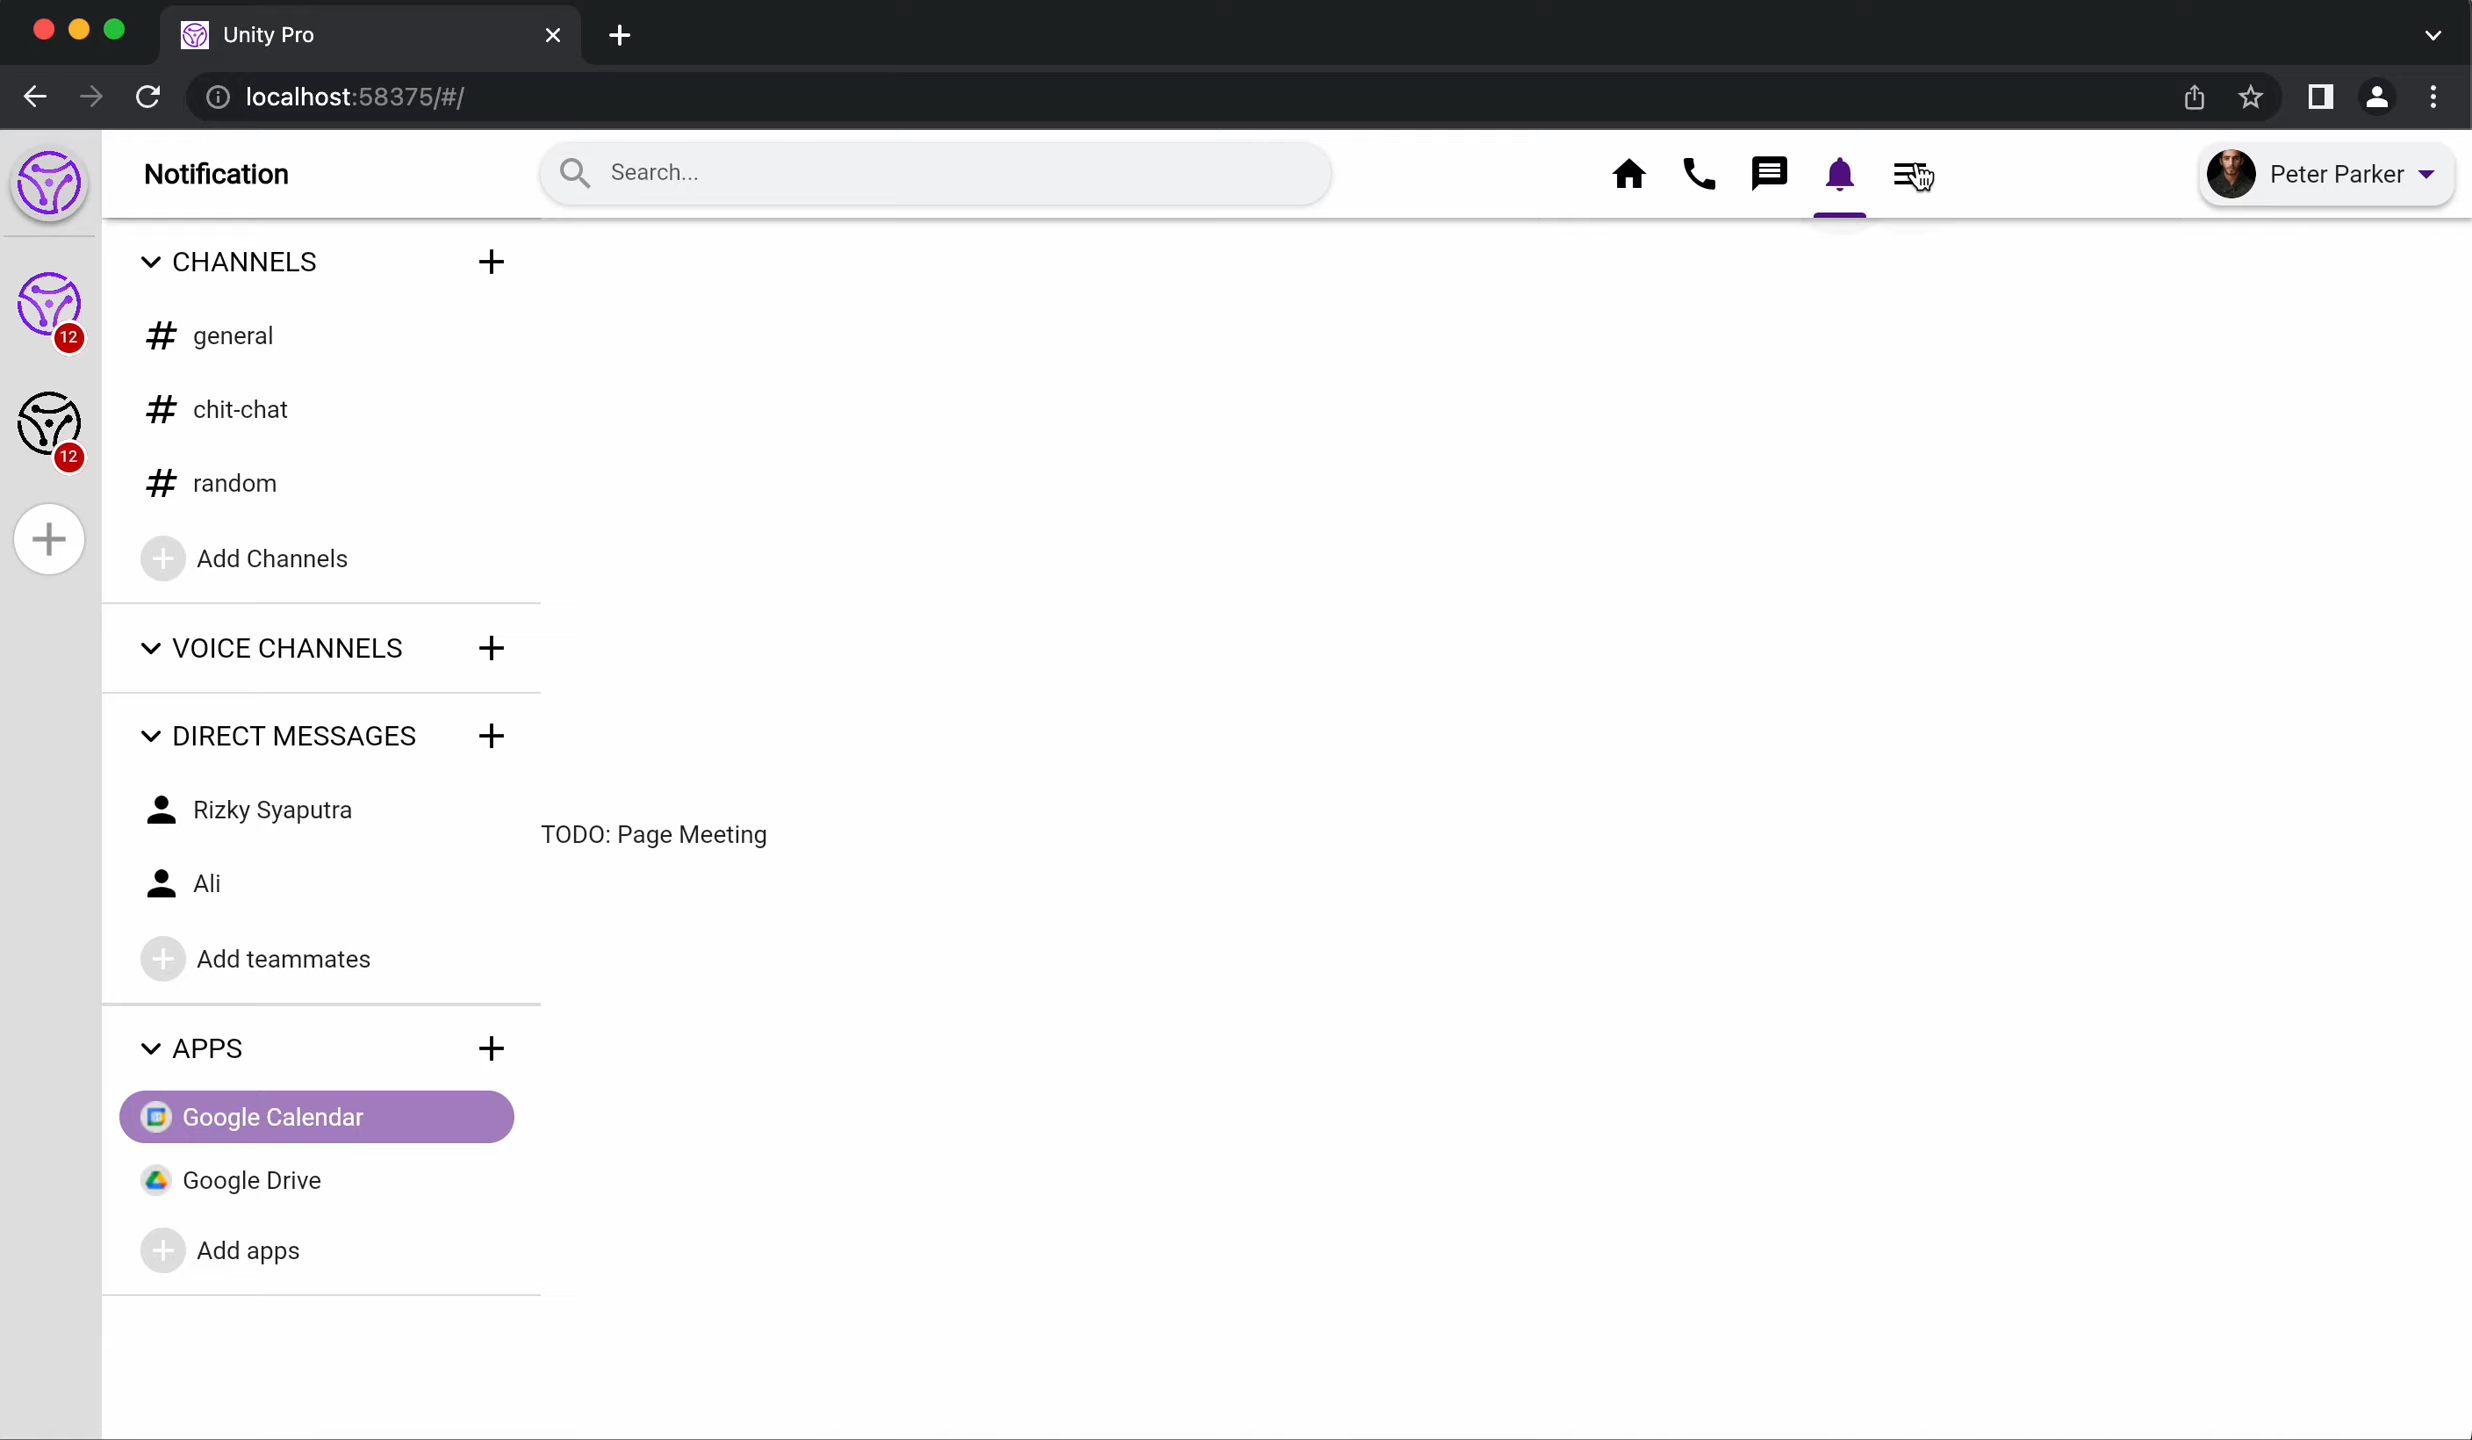 Unity Pro
localhost:58375/#/
Notification
Search...
Peter Parker
CHANNELS
general
chit-chat
random
Add Channels
VOICE CHANNELS
DIRECT MESSAGES
Rizky Syaputra
Ali
Add teammates
APPS
Google Calendar
Google Drive
Add apps
12
12
TODO: Page Meeting